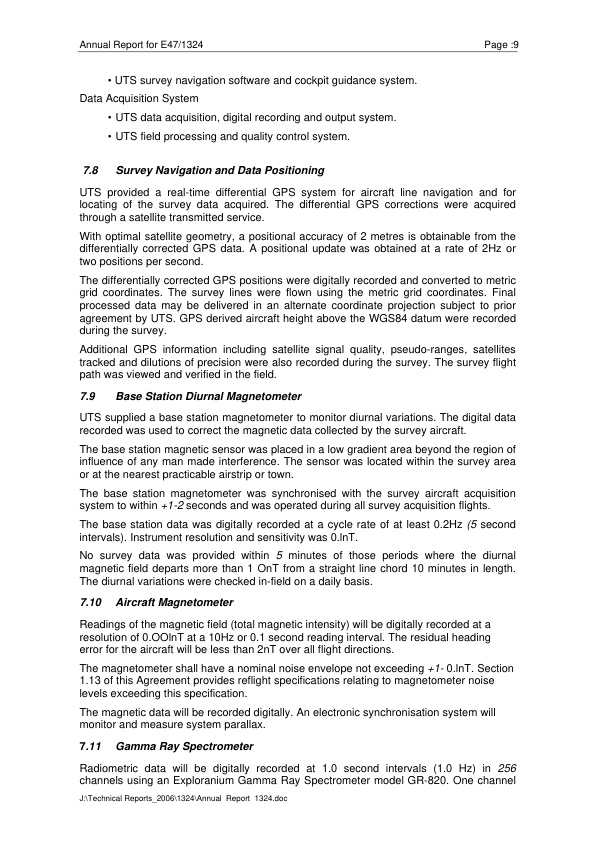 Annual Report for E47/1324 Page :9
• UTS survey navigation software and cockpit guidance system.
Data Acquisition System
• UTS data acquisition, digital recording and output system.
• UTS field processing and quality control system.
7.8 Survey Navigation and Data Positioning
UTS provided a real-time differential GPS system for aircraft line navigation and for
locating of the survey data acquired. The differential GPS corrections were acquired
through a satellite transmitted service.
With optimal satellite geometry, a positional accuracy of 2 metres is obtainable from the
differentially corrected GPS data. A positional update was obtained at a rate of 2Hz or
two positions per second.
The differentially corrected GPS positions were digitally recorded and converted to metric
grid coordinates. The survey lines were flown using the metric grid coordinates. Final
processed data may be delivered in an alternate coordinate projection subject to prior
agreement by UTS. GPS derived aircraft height above the WGS84 datum were recorded
during the survey.
Additional GPS information including satellite signal quality, pseudo-ranges, satellites
tracked and dilutions of precision were also recorded during the survey. The survey flight
path was viewed and verified in the field.
7.9 Base Station Diurnal Magnetometer
UTS supplied a base station magnetometer to monitor diurnal variations. The digital data
recorded was used to correct the magnetic data collected by the survey aircraft.
The base station magnetic sensor was placed in a low gradient area beyond the region of
influence of any man made interference. The sensor was located within the survey area
or at the nearest practicable airstrip or town.
The base station magnetometer was synchronised with the survey aircraft acquisition
system to within +1-2 seconds and was operated during all survey acquisition flights.
The base station data was digitally recorded at a cycle rate of at least 0.2Hz (5 second
intervals). Instrument resolution and sensitivity was 0.lnT.
No survey data was provided within 5 minutes of those periods where the diurnal
magnetic field departs more than 1 OnT from a straight line chord 10 minutes in length.
The diurnal variations were checked in-field on a daily basis.
7.10 Aircraft Magnetometer
Readings of the magnetic field (total magnetic intensity) will be digitally recorded at a
resolution of 0.OOlnT at a 10Hz or 0.1 second reading interval. The residual heading
error for the aircraft will be less than 2nT over all flight directions.
The magnetometer shall have a nominal noise envelope not exceeding +1- 0.lnT. Section
1.13 of this Agreement provides reflight specifications relating to magnetometer noise
levels exceeding this specification.
The magnetic data will be recorded digitally. An electronic synchronisation system will
monitor and measure system parallax.
7.11 Gamma Ray Spectrometer
Radiometric data will be digitally recorded at 1.0 second intervals (1.0 Hz) in 256
channels using an Exploranium Gamma Ray Spectrometer model GR-820. One channel
J:\Technical Reports_2006\1324\Annual Report 1324.doc